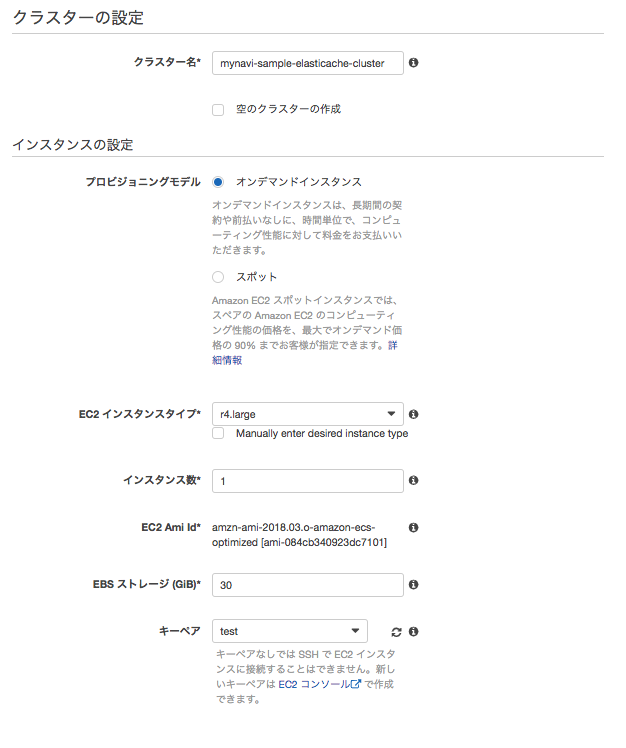 クラスターの設定
クラスター名* mynavi-sample-elasticache-cluster
空のクラスターの作成
インスタンスの設定
プロビジョニングモデル オンデマンドインスタンス
オンデマンドインスタンスは、長期間の契
約や前払いなしに、時間単位で、コンピュ
ーティング性能に対して料金をお支払いい
ただきます。
スポット
Amazon EC2 スポットインスタンスでは、
スペアの Amazon EC2 のコンピューティ
ング性能の価格を、最大でオンデマンド価
格の 90% までお客様が指定できます。詳
細情報
EC2 インスタンスタイプ* r4.large
Manually enter desired instance type
インスタンス数* 1
EC2 Ami Id* amzn-ami-2018.03.o-amazon-ecs-
optimized [ami-084cb340923dc7101]
EBS ストレージ (GiB)* 30
キーペア test
キーペアなしでは SSH で EC2 インスタ
ンスに接続することはできません。新し
いキーペアは EC2 コンソール で作成
できます。